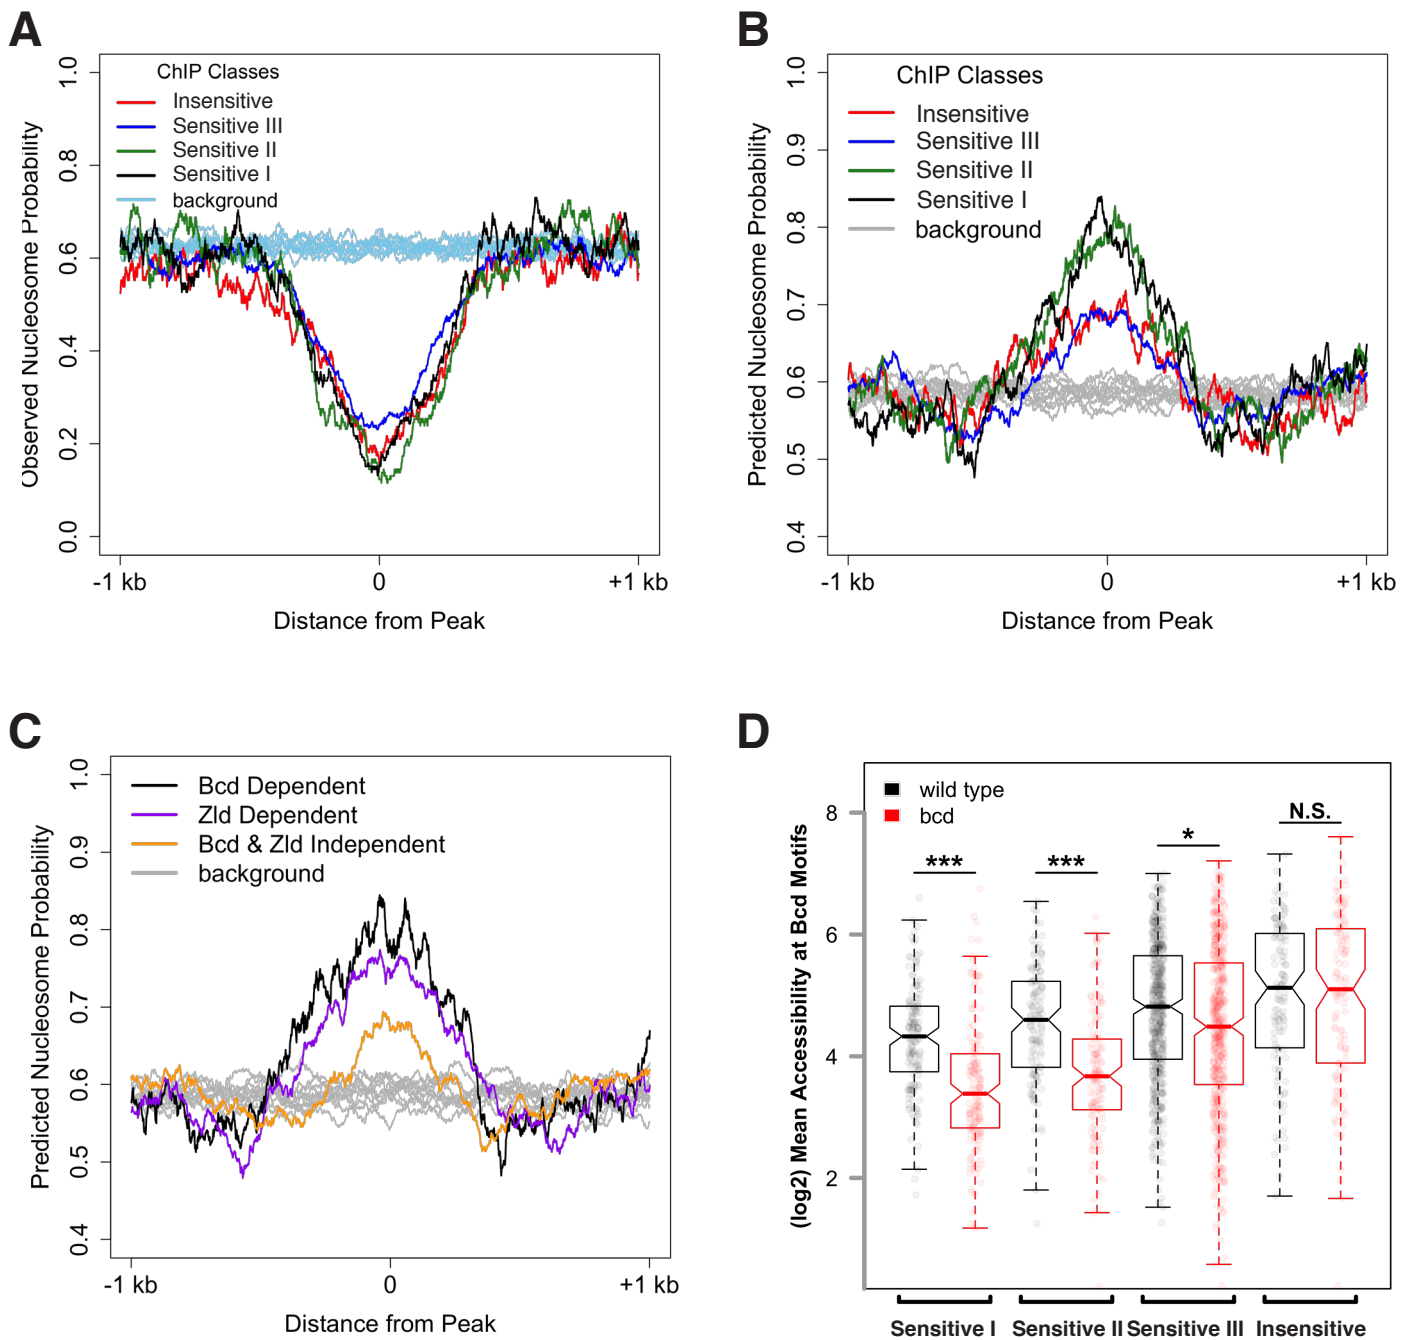 A
ChIP Classes
Insensitive
Sensitive III
Sensitive II
Sensitive I
background
Observed Nucleosome Probability
1.0
0.8
0.6
0.4
0.2
0.0
-1 kb
0
+1 kb
Distance from Peak
B
ChIP Classes
Insensitive
Sensitive III
Sensitive II
Sensitive I
background
Predicted Nucleosome Probability
1.0
0.9
0.8
0.7
0.6
0.5
0.4
-1 kb
0
+1 kb
Distance from Peak
C
Bcd Dependent
Zld Dependent
Bcd & Zld Independent
background
Predicted Nucleosome Probability
1.0
0.9
0.8
0.7
0.6
0.5
0.4
-1 kb
0
+1 kb
Distance from Peak
D
wild type
bcd
(log2) Mean Accessibility at Bcd Motifs
8
6
4
2
***
***
*
N.S.
Sensitive I
Sensitive II
Sensitive III
Insensitive